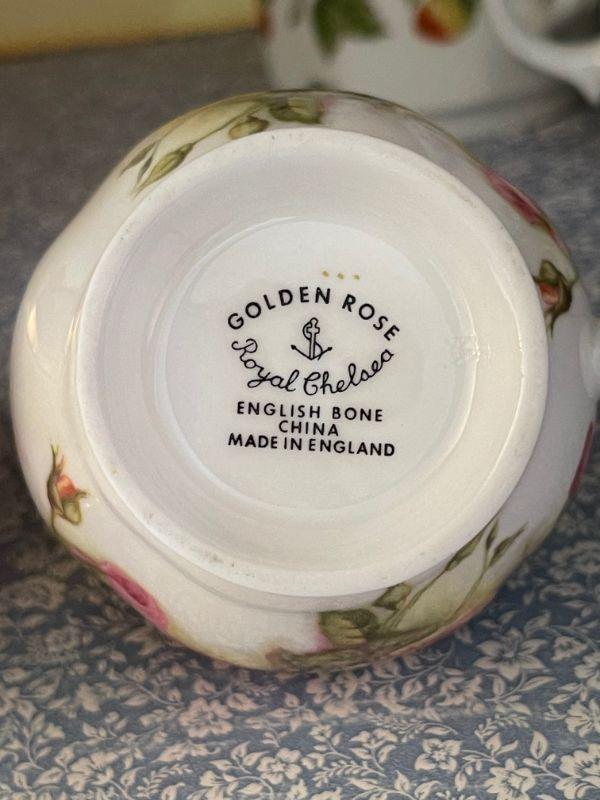 GOLDEN ROSE
Royal Chelsea
ENGLISH BONE
CHINA
MADE IN ENGLAND